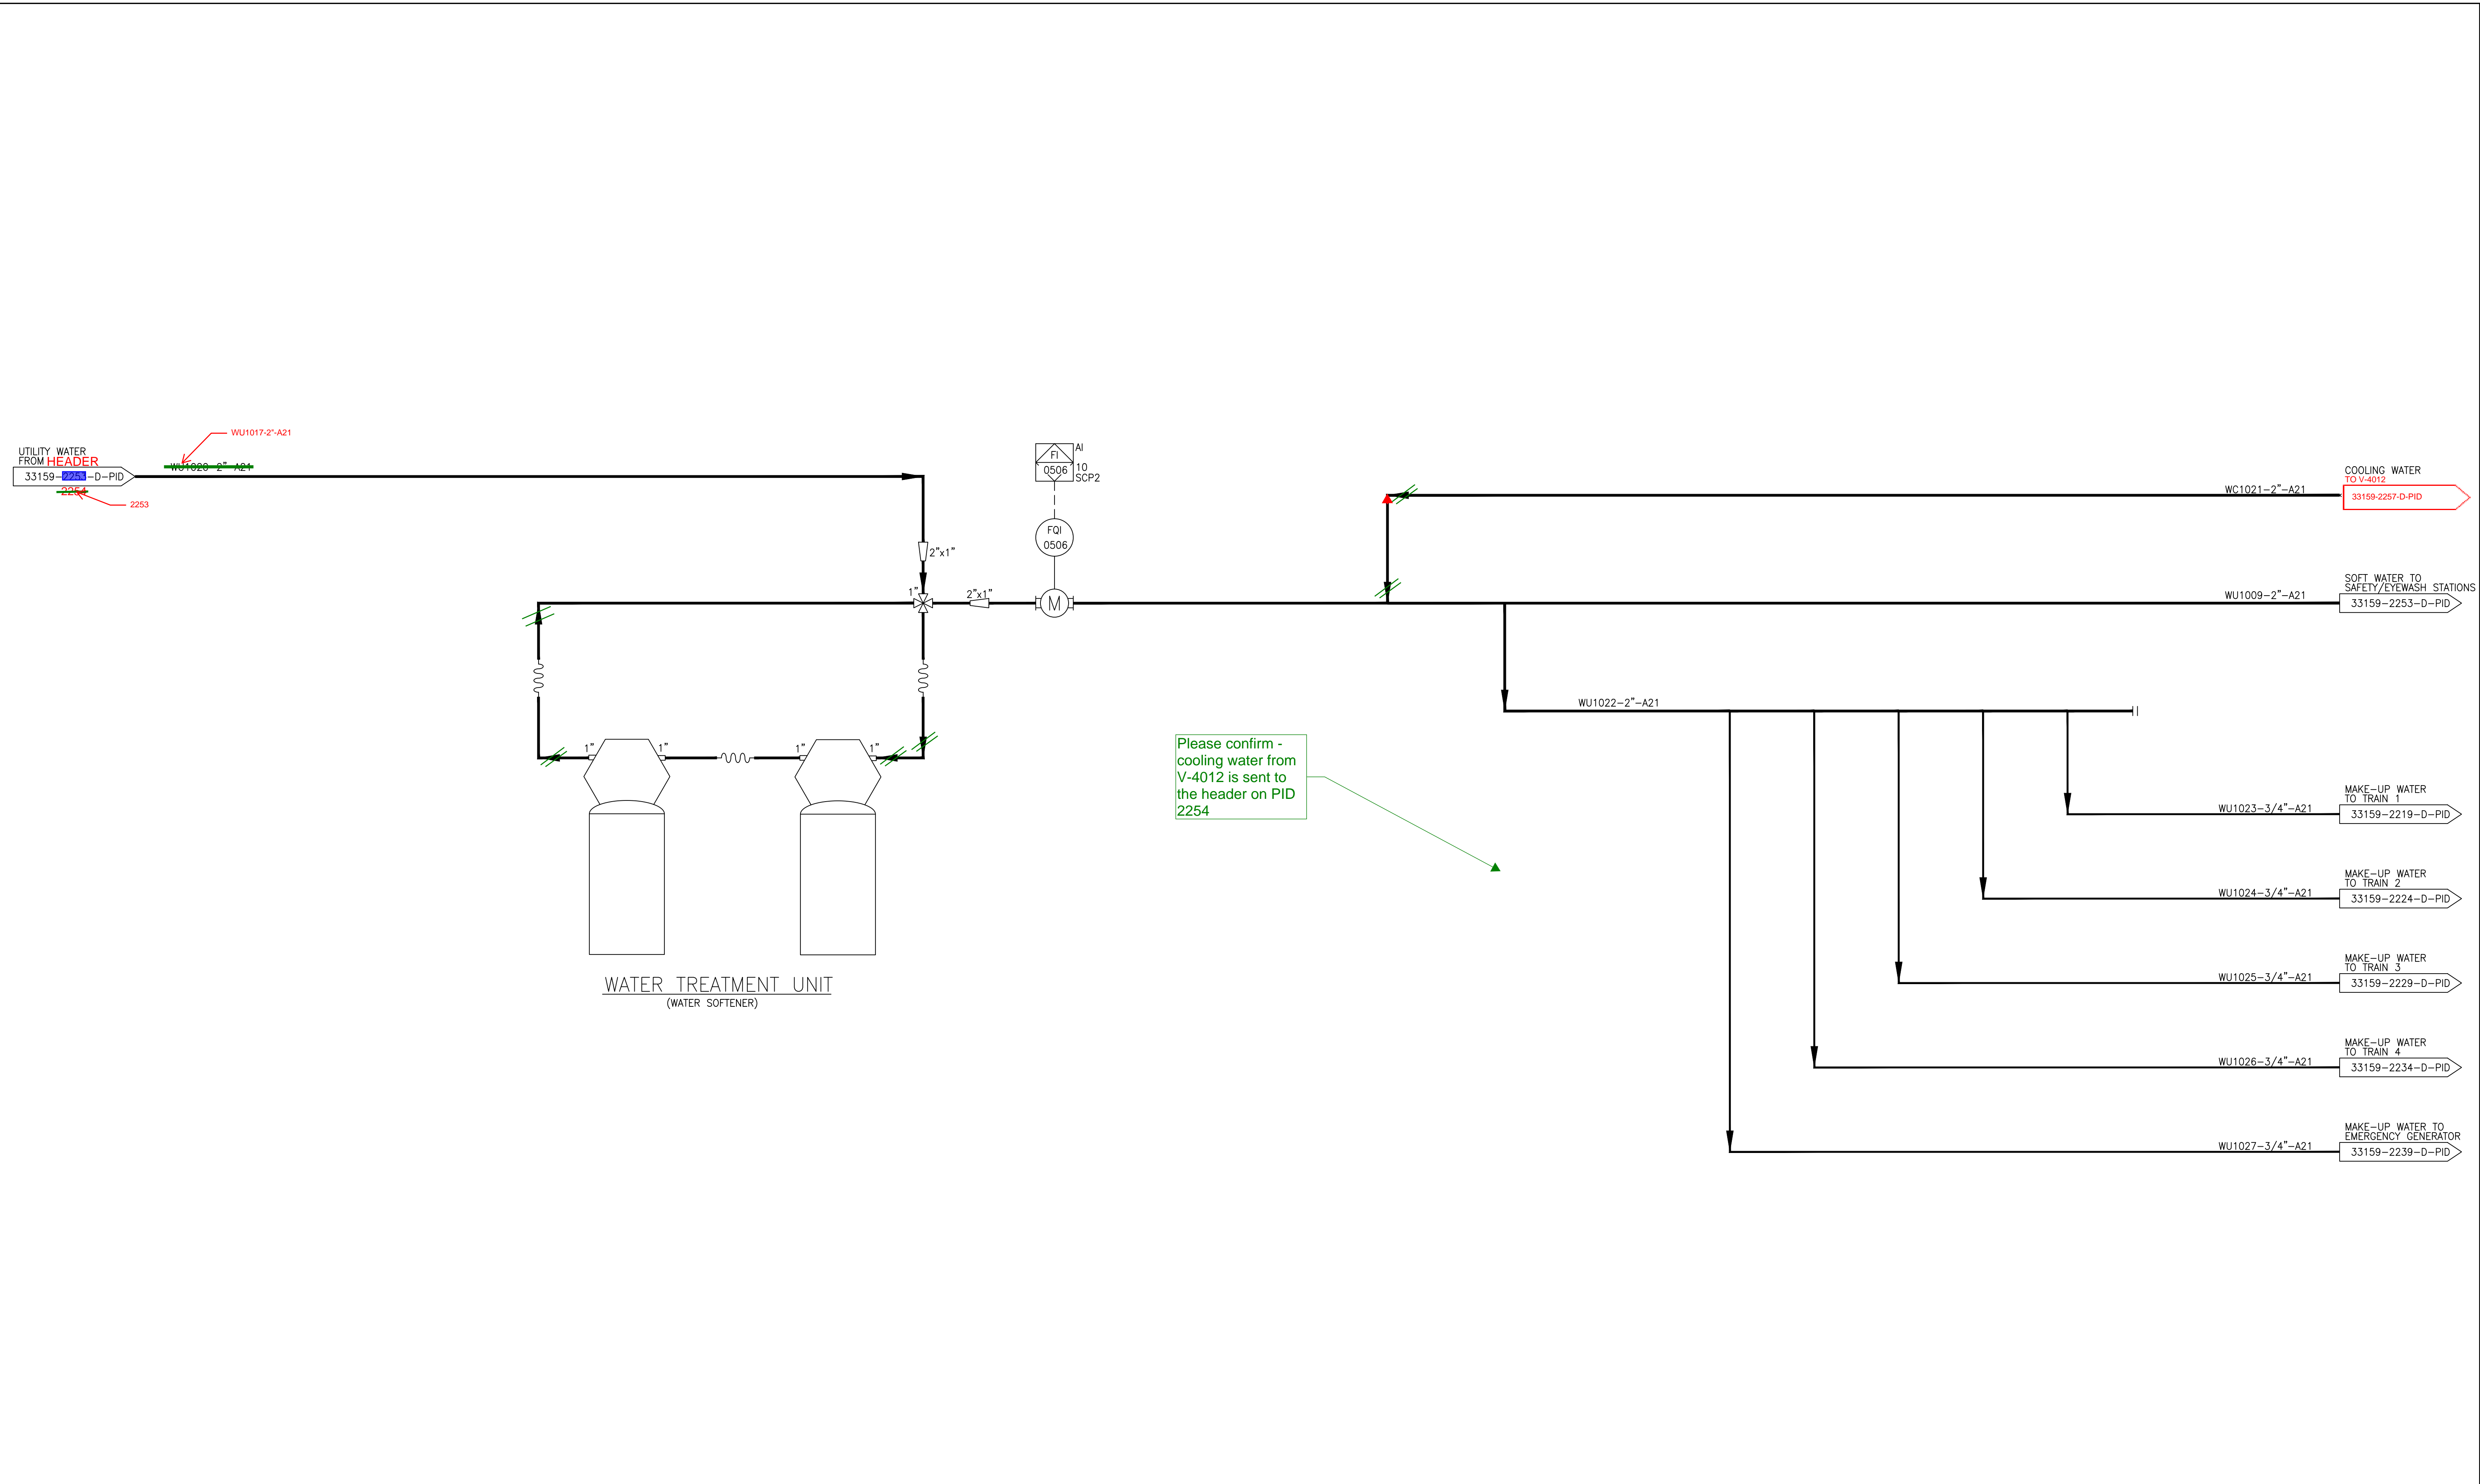 WU1017-2"-A21
UTILITY WATER
FROM HEADER
WU1020-2"-A21
33159-2253-D-PID
2254
2253
FI
0506
AI
10
SCP2
FQI
0506
2"x1"
1"
2"x1"
M
COOLING WATER
TO V-4012
WC1021-2"-A21
33159-2257-D-PID
SOFT WATER TO
SAFETY/EYEWASH STATIONS
WU1009-2"-A21
33159-2253-D-PID
WU1022-2"-A21
1"
1"
1"
1"
Please confirm -
cooling water from
V-4012 is sent to
the header on PID
2254
MAKE-UP WATER
TO TRAIN 1
WU1023-3/4"-A21
33159-2219-D-PID
MAKE-UP WATER
TO TRAIN 2
WU1024-3/4"-A21
33159-2224-D-PID
MAKE-UP WATER
TO TRAIN 3
WU1025-3/4"-A21
33159-2229-D-PID
WATER TREATMENT UNIT
(WATER SOFTENER)
MAKE-UP WATER
TO TRAIN 4
WU1026-3/4"-A21
33159-2234-D-PID
MAKE-UP WATER TO
EMERGENCY GENERATOR
WU1027-3/4"-A21
33159-2239-D-PID